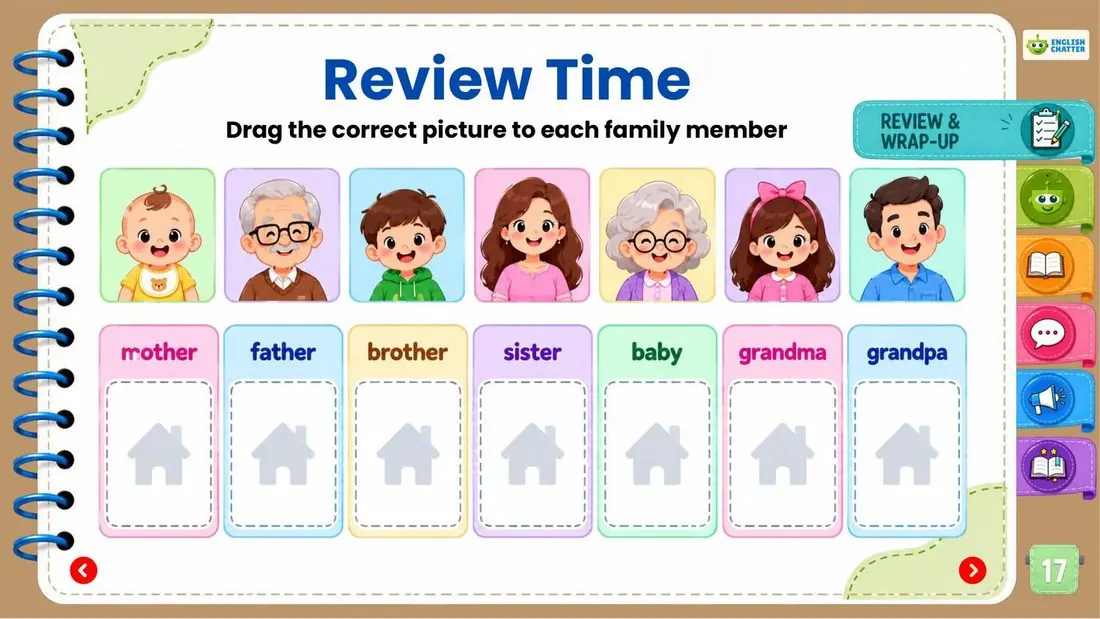 Review Time
Drag the correct picture to each family member
ENGLISH
CHATTER
REVIEW &
WRAP-UP
mother
father
brother
sister
baby
grandma
grandpa
17